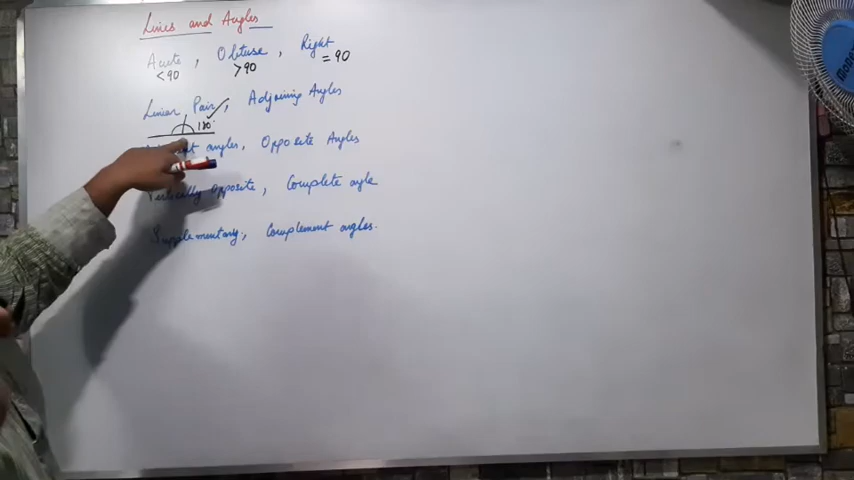 Lines and Angles
Acute , Obtuse , Right
<90 >90 =90
Linear Pair, Adjoining Angles
180°
angles, Opposite Angles
Vertically opposite, Complete angle
Supplementary, Complement angles.